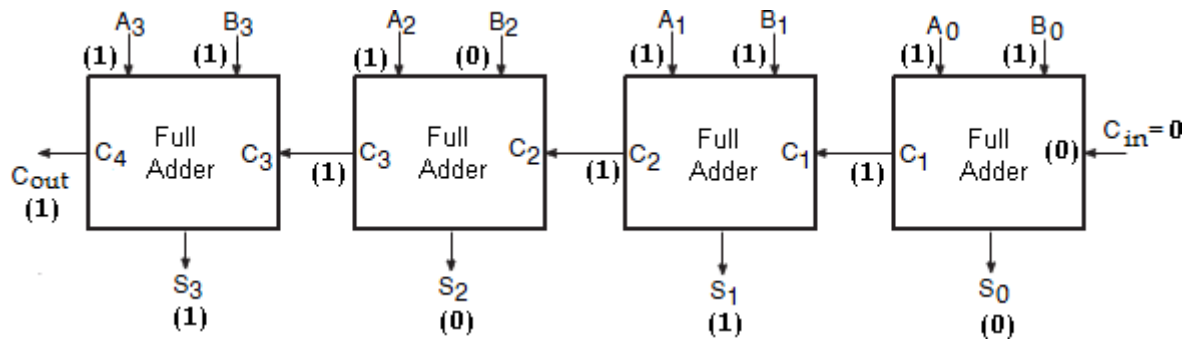 A3 B3 A2 B2 A1 B1 A0 B0
(1) (1) (1) (0) (1) (1) (1) (1)
Full Adder Full Adder Full Adder Full Adder
C4 C3 C3 C2 C2 C1 C1 Cin=0
Cout (1) (1) (1) (0)
(1)
S3 S2 S1 S0
(1) (0) (1) (0)